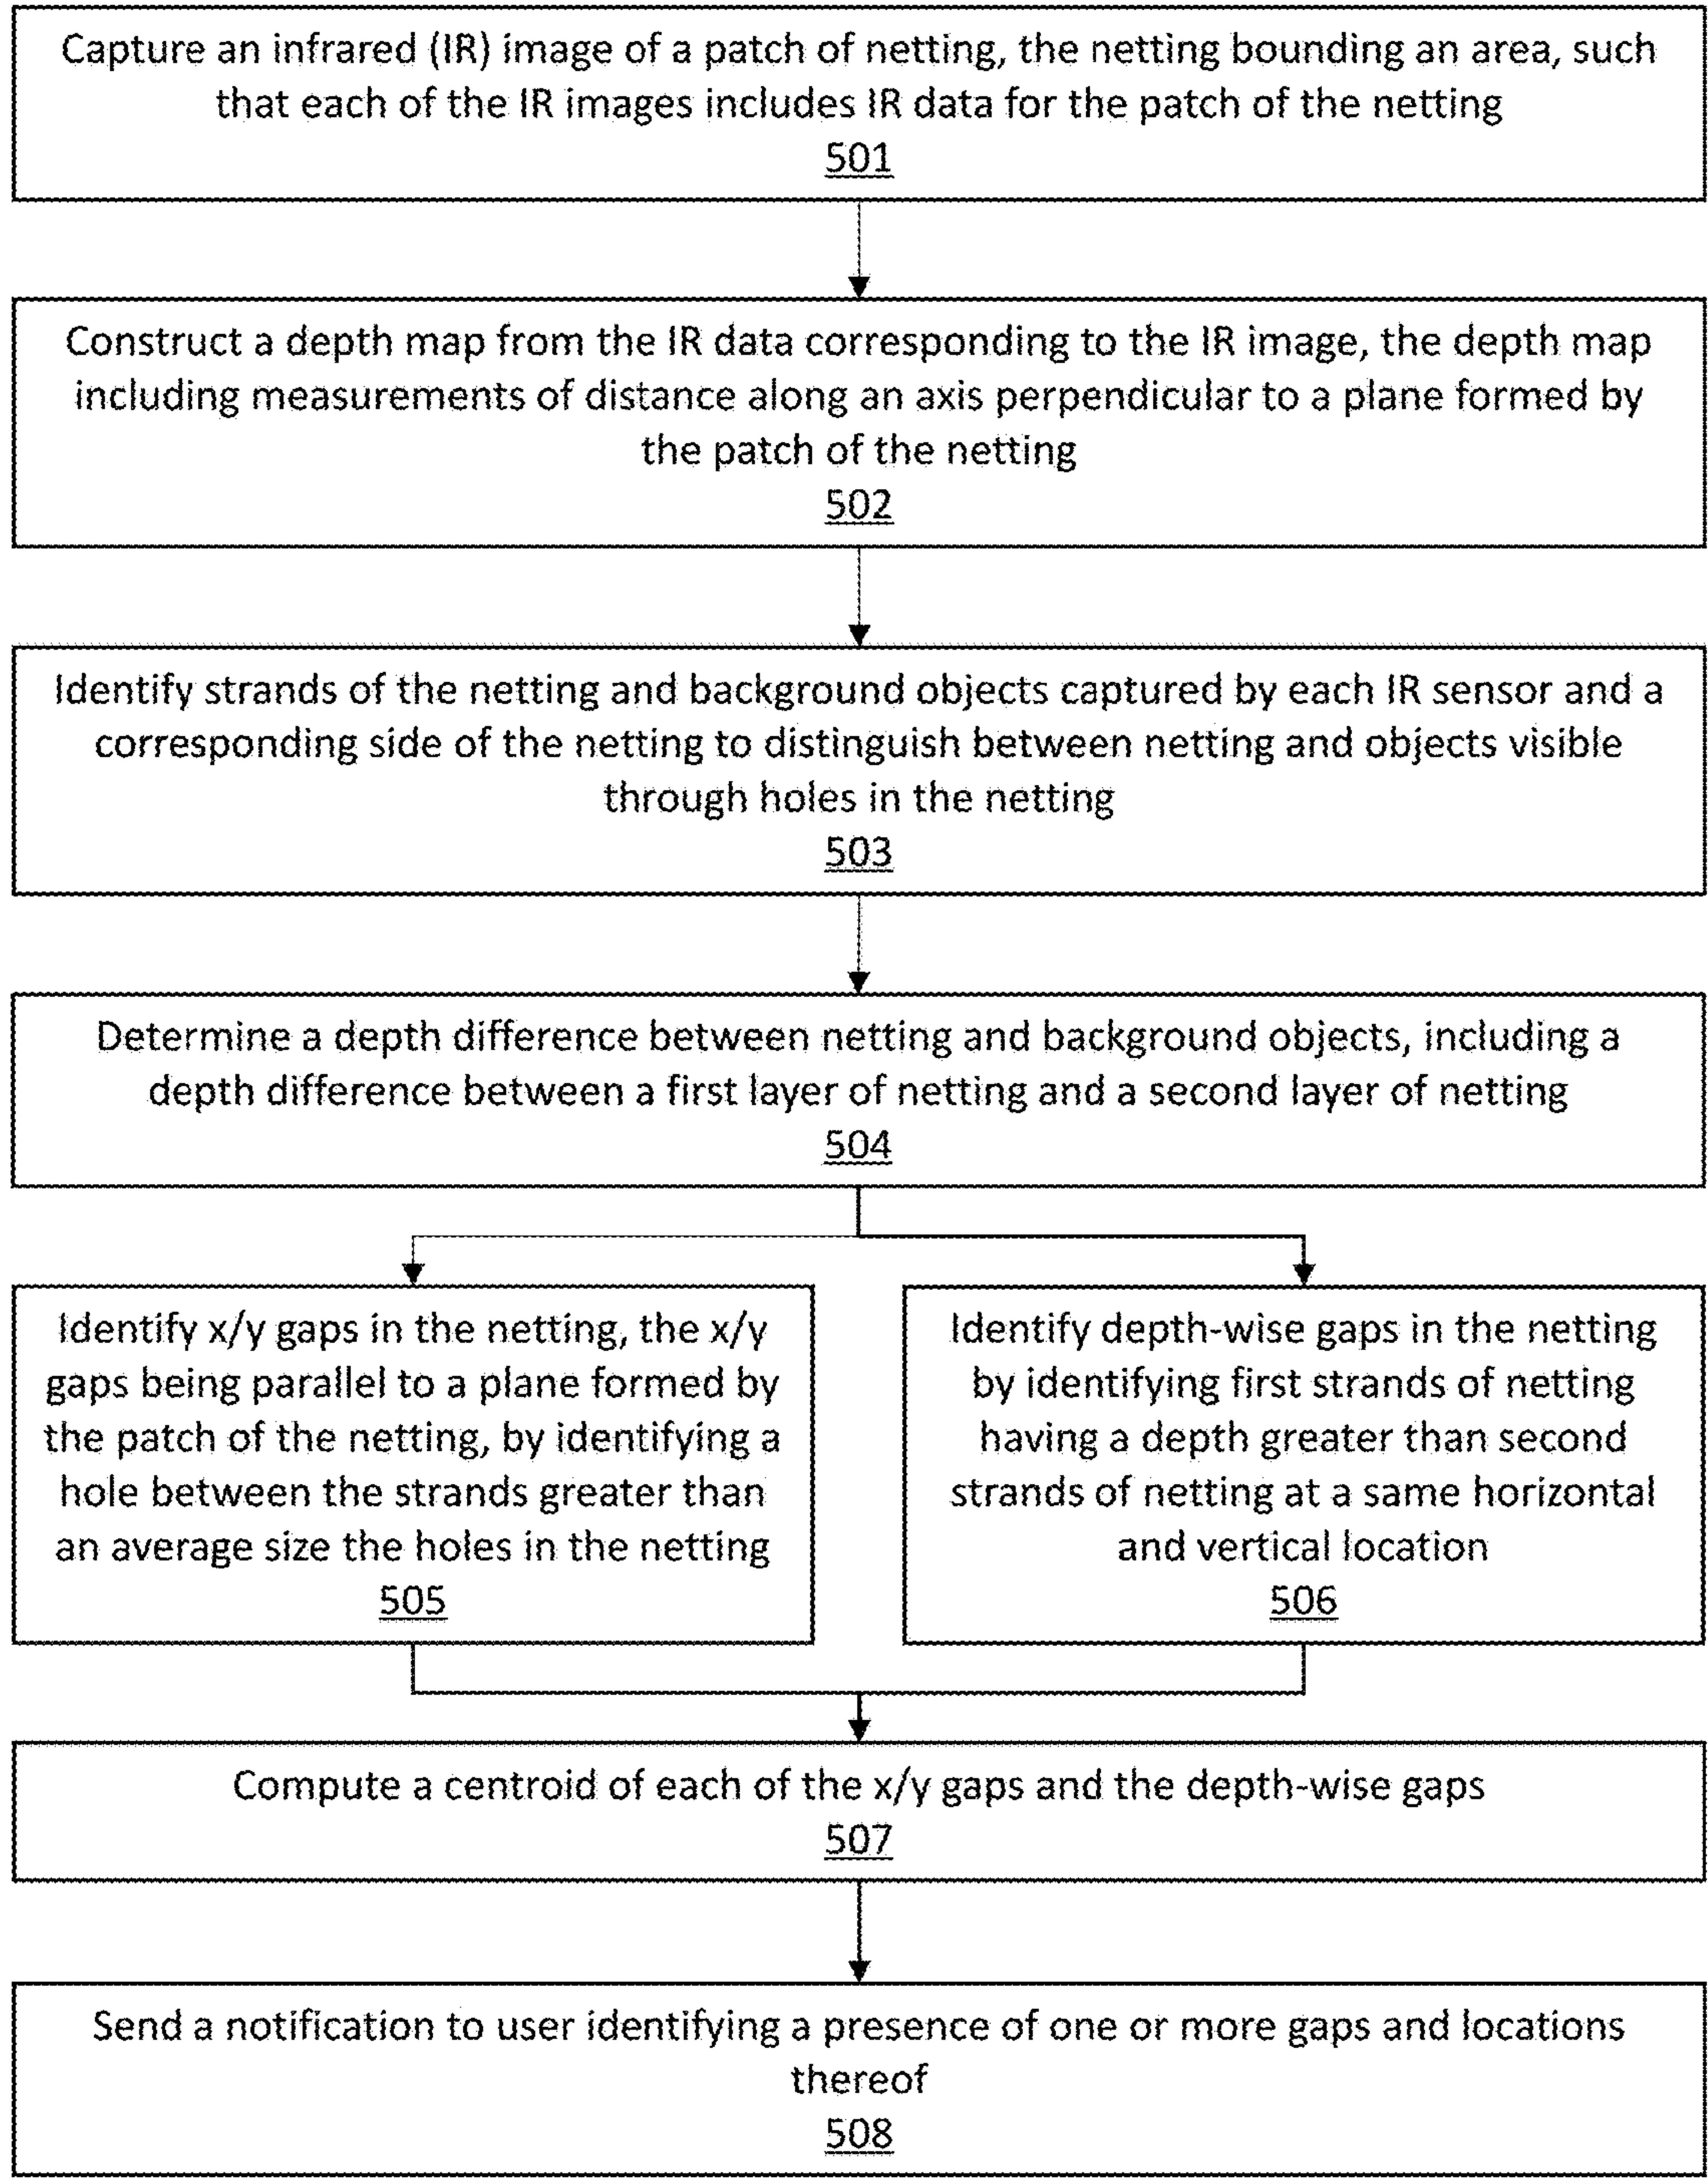 Capture an infrared (IR) image of a patch of netting, the netting bounding an area, such
that each of the IR images includes IR data for the patch of the netting
501
Construct a depth map from the IR data corresponding to the IR image, the depth map
including measurements of distance along an axis perpendicular to a plane formed by
the patch of the netting
502
Identify strands of the netting and background objects captured by each IR sensor and a
corresponding side of the netting to distinguish between netting and objects visible
through holes in the netting
503
Determine a depth difference between netting and background objects, including a
depth difference between a first layer of netting and a second layer of netting
504
Identify x/y gaps in the netting, the x/y
gaps being parallel to a plane formed by
the patch of the netting, by identifying a
hole between the strands greater than
an average size the holes in the netting
505
Identify depth-wise gaps in the netting
by identifying first strands of netting
having a depth greater than second
strands of netting at a same horizontal
and vertical location
506
Compute a centroid of each of the x/y gaps and the depth-wise gaps
507
Send a notification to user identifying a presence of one or more gaps and locations
thereof
508